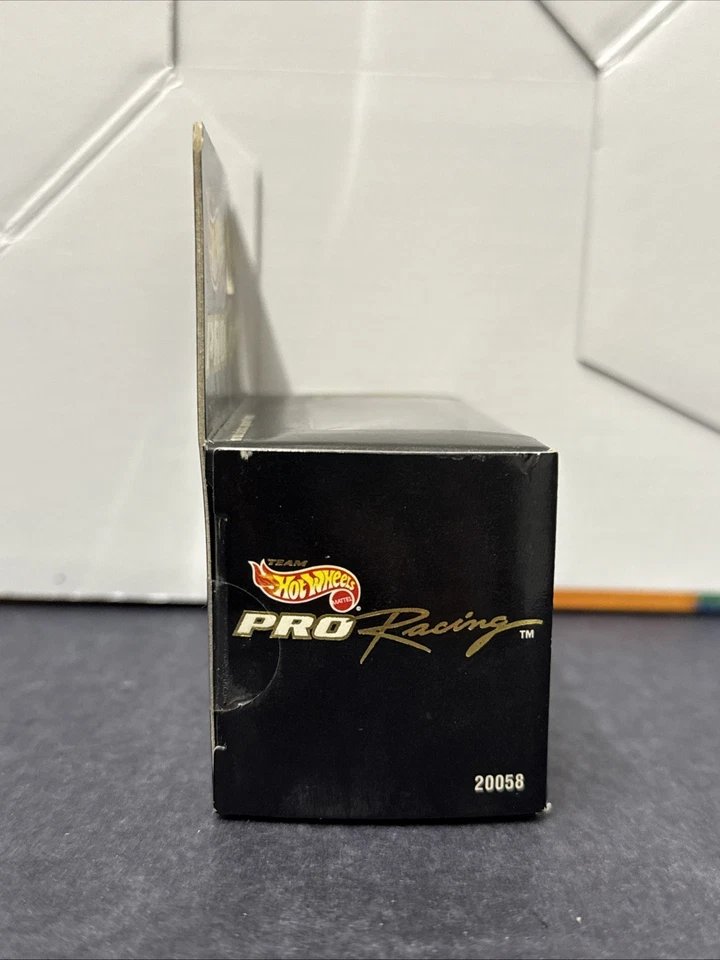 TEAM
HOT WHEELS
MATTEL
®
PRO Racing™
20058